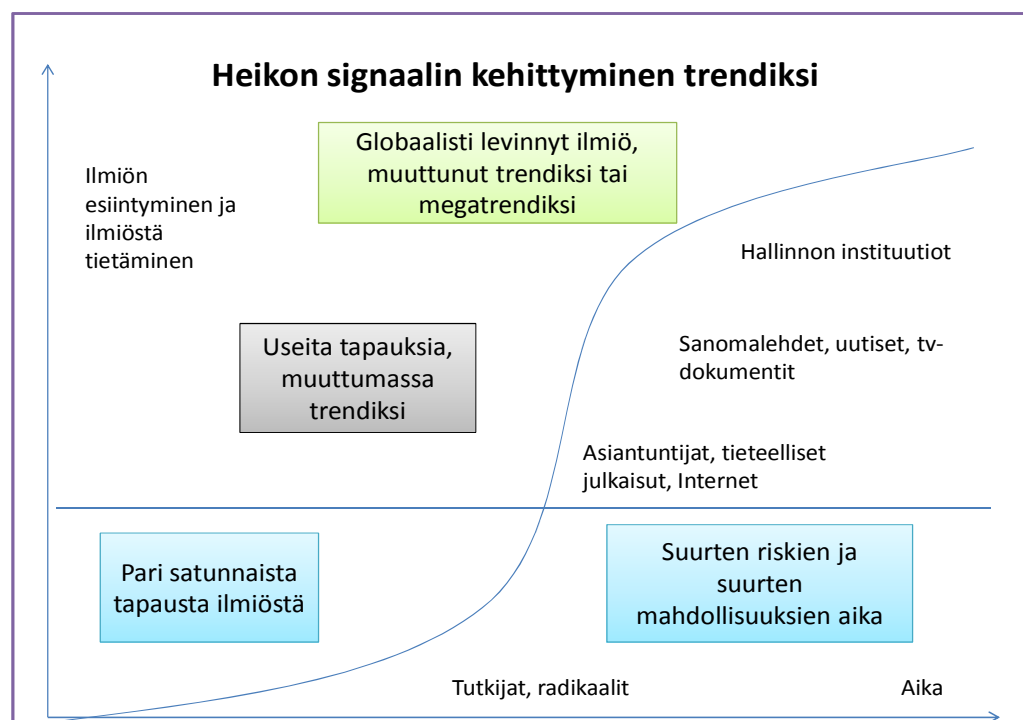 Heikon signaalin kehittyminen trendiksi
Globaalisti levinnyt ilmiö,
muuttunut trendiksi tai
megatrendiksi
Ilmiön
esiintyminen ja
ilmiöstä
tietäminen
Hallinnon instituutiot
Useita tapauksia,
muuttumassa
trendiksi
Sanomalehdet, uutiset, tv-
dokumentit
Asiantuntijat, tieteelliset
julkaisut, Internet
Pari satunnaista
tapausta ilmiöstä
Suurten riskien ja
suurten
mahdollisuuksien aika
Tutkijat, radikaalit
Aika